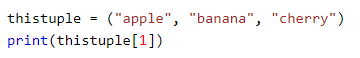 thistuple = ("apple", "banana", "cherry")
print(thistuple[1])